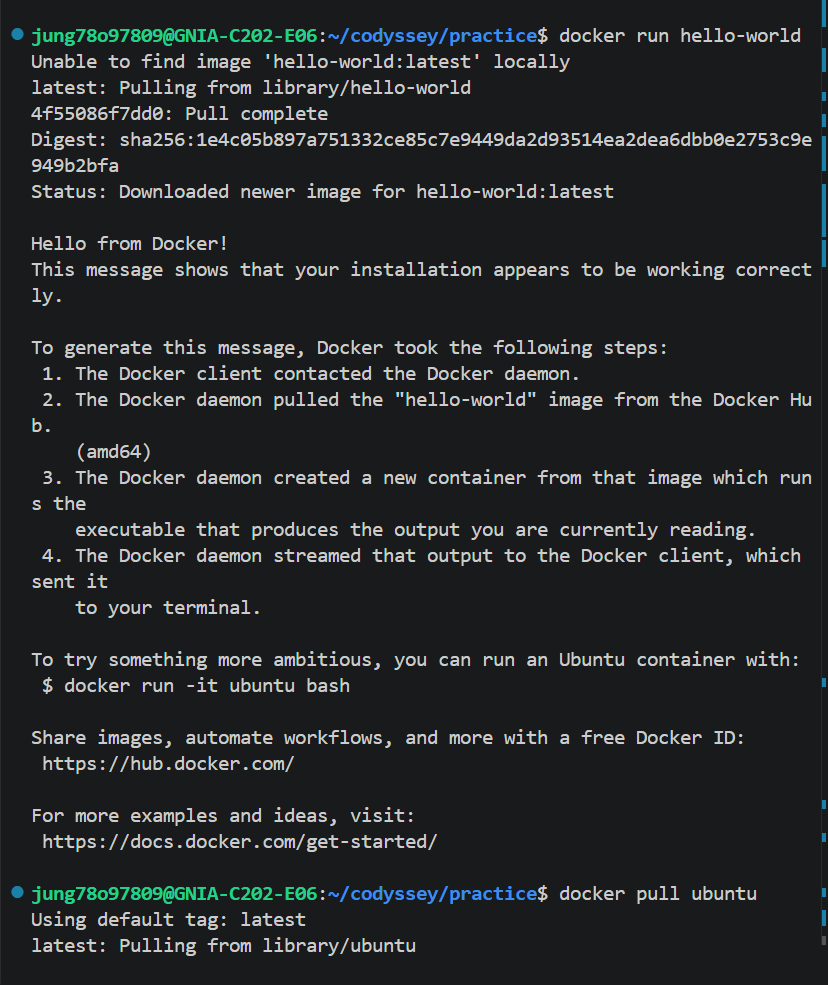 jung78o97809@GNIA-C202-E06:~/codyssey/practice$ docker run hello-world
Unable to find image 'hello-world:latest' locally
latest: Pulling from library/hello-world
4f55086f7dd0: Pull complete
Digest: sha256:1e4c05b897a751332ce85c7e9449da2d93514ea2dea6dbb0e2753c9e
949b2bfa
Status: Downloaded newer image for hello-world:latest

Hello from Docker!
This message shows that your installation appears to be working correct
ly.

To generate this message, Docker took the following steps:
 1. The Docker client contacted the Docker daemon.
 2. The Docker daemon pulled the "hello-world" image from the Docker Hu
b.
    (amd64)
 3. The Docker daemon created a new container from that image which run
s the
    executable that produces the output you are currently reading.
 4. The Docker daemon streamed that output to the Docker client, which
sent it
    to your terminal.

To try something more ambitious, you can run an Ubuntu container with:
 $ docker run -it ubuntu bash

Share images, automate workflows, and more with a free Docker ID:
 https://hub.docker.com/

For more examples and ideas, visit:
 https://docs.docker.com/get-started/

jung78o97809@GNIA-C202-E06:~/codyssey/practice$ docker pull ubuntu
Using default tag: latest
latest: Pulling from library/ubuntu